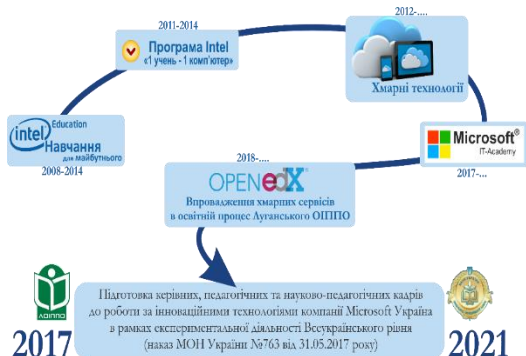 2011-2014
Програма Intel
«1 учень - 1 комп'ютер»
2012-....
Хмарні технології
intel Education
Навчання
для майбутнього
2008-2014
Microsoft®
IT-Academy
2017-...
2018-....
OPEN edX®
Впровадження хмарних сервісів
в освітній процес Луганського ОІППО
Підготовка керівних, педагогічних та науково-педагогічних кадрів
до роботи за інноваційними технологіями компанії Microsoft Україна
в рамках експериментальної діяльності Всеукраїнського рівня
(наказ МОН України №763 від 31.05.2017 року)
ЛОІППО
2017
2021